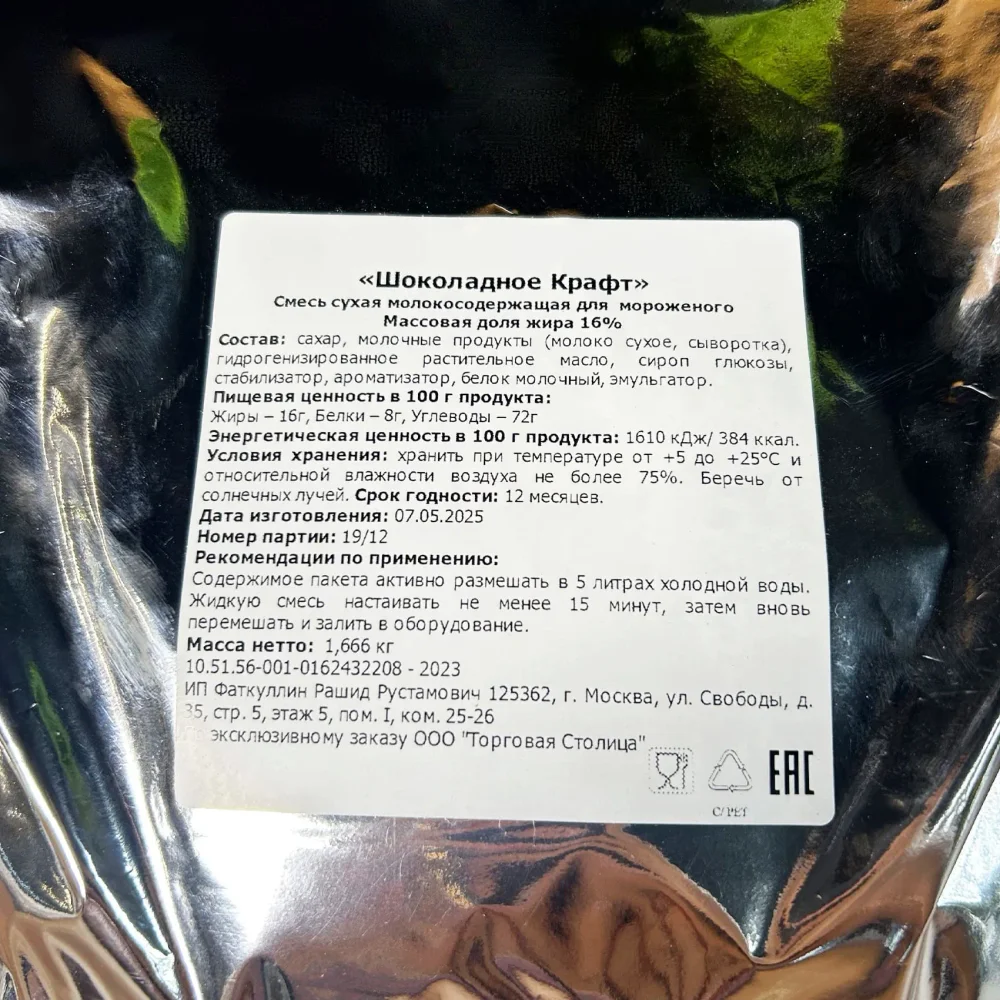 «Шоколадное Крафт»
Смесь сухая молокосодержащая для мороженого
Массовая доля жира 16%
Состав: сахар, молочные продукты (молоко сухое, сыворотка),
гидрогенизированное растительное масло, сироп глюкозы,
стабилизатор, ароматизатор, белок молочный, эмульгатор.
Пищевая ценность в 100 г продукта:
Жиры – 16г, Белки – 8г, Углеводы – 72г
Энергетическая ценность в 100 г продукта: 1610 кДж/ 384 ккал.
Условия хранения: хранить при температуре от +5 до +25°С и
относительной влажности воздуха не более 75%. Беречь от
солнечных лучей. Срок годности: 12 месяцев.
Дата изготовления: 07.05.2025
Номер партии: 19/12
Рекомендации по применению:
Содержимое пакета активно размешать в 5 литрах холодной воды.
Жидкую смесь настаивать не менее 15 минут, затем вновь
перемешать и залить в оборудование.
Масса нетто: 1,666 кг
10.51.56-001-0162432208 - 2023
ИП Фаткуллин Рашид Рустамович 125362, г. Москва, ул. Свободы, д.
35, стр. 5, этаж 5, пом. I, ком. 25-26
эксклюзивному заказу ООО "Торговая Столица"
EAC
C/PET